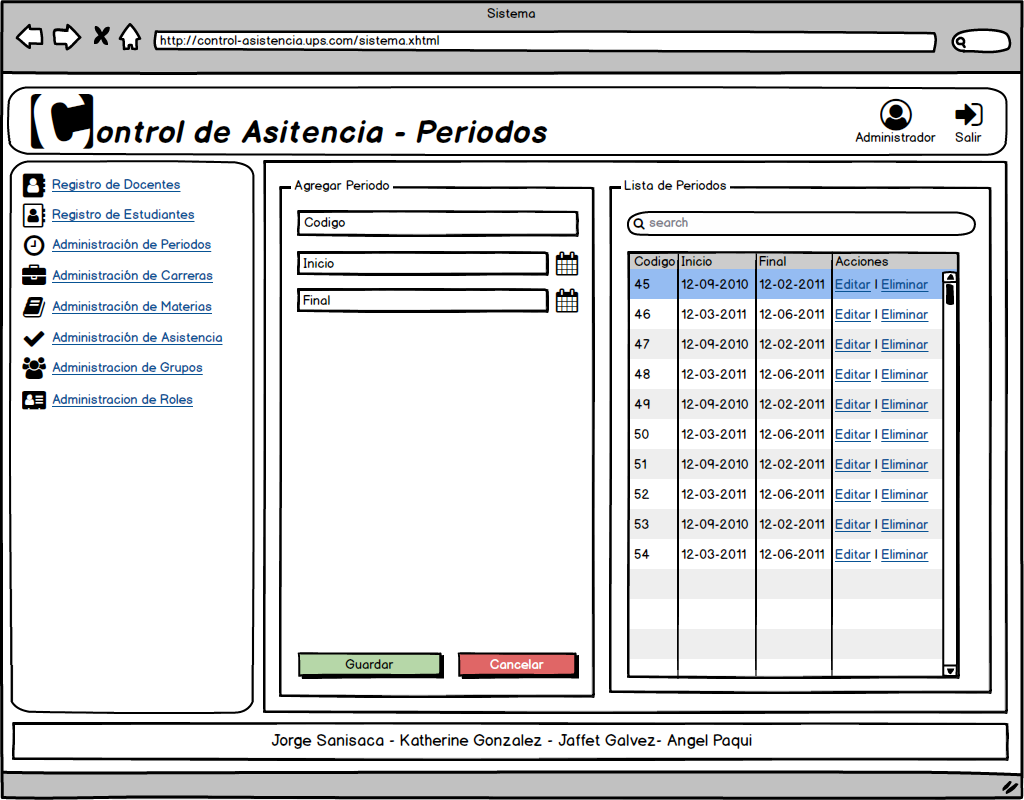 Sistema
http://control-asistencia.ups.com/sistema.xhtml
Control de Asitencia - Periodos
Administrador
Salir
Registro de Docentes
Registro de Estudiantes
Administración de Periodos
Administración de Carreras
Administración de Materias
Administración de Asistencia
Administracion de Grupos
Administracion de Roles
Agregar Periodo
Codigo
Inicio
Final
Guardar
Cancelar
Lista de Periodos
search
Codigo Inicio Final Acciones
45 12-09-2010 12-02-2011 Editar | Eliminar
46 12-03-2011 12-06-2011 Editar | Eliminar
47 12-09-2010 12-02-2011 Editar | Eliminar
48 12-03-2011 12-06-2011 Editar | Eliminar
49 12-09-2010 12-02-2011 Editar | Eliminar
50 12-03-2011 12-06-2011 Editar | Eliminar
51 12-09-2010 12-02-2011 Editar | Eliminar
52 12-03-2011 12-06-2011 Editar | Eliminar
53 12-09-2010 12-02-2011 Editar | Eliminar
54 12-03-2011 12-06-2011 Editar | Eliminar
Jorge Sanisaca - Katherine Gonzalez - Jaffet Galvez- Angel Paqui